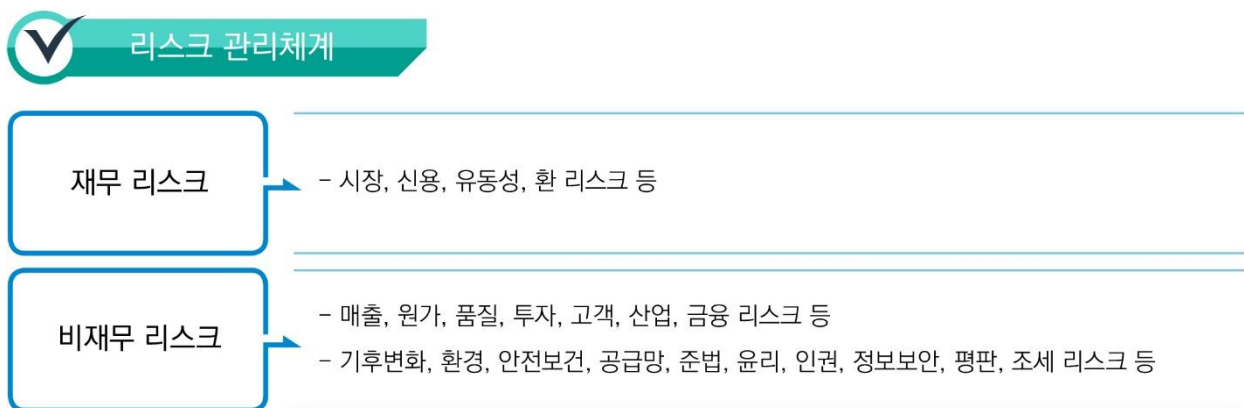 리스크 관리체계
재무 리스크
- 시장, 신용, 유동성, 환 리스크 등
비재무 리스크
- 매출, 원가, 품질, 투자, 고객, 산업, 금융 리스크 등
- 기후변화, 환경, 안전보건, 공급망, 준법, 윤리, 인권, 정보보안, 평판, 조세 리스크 등